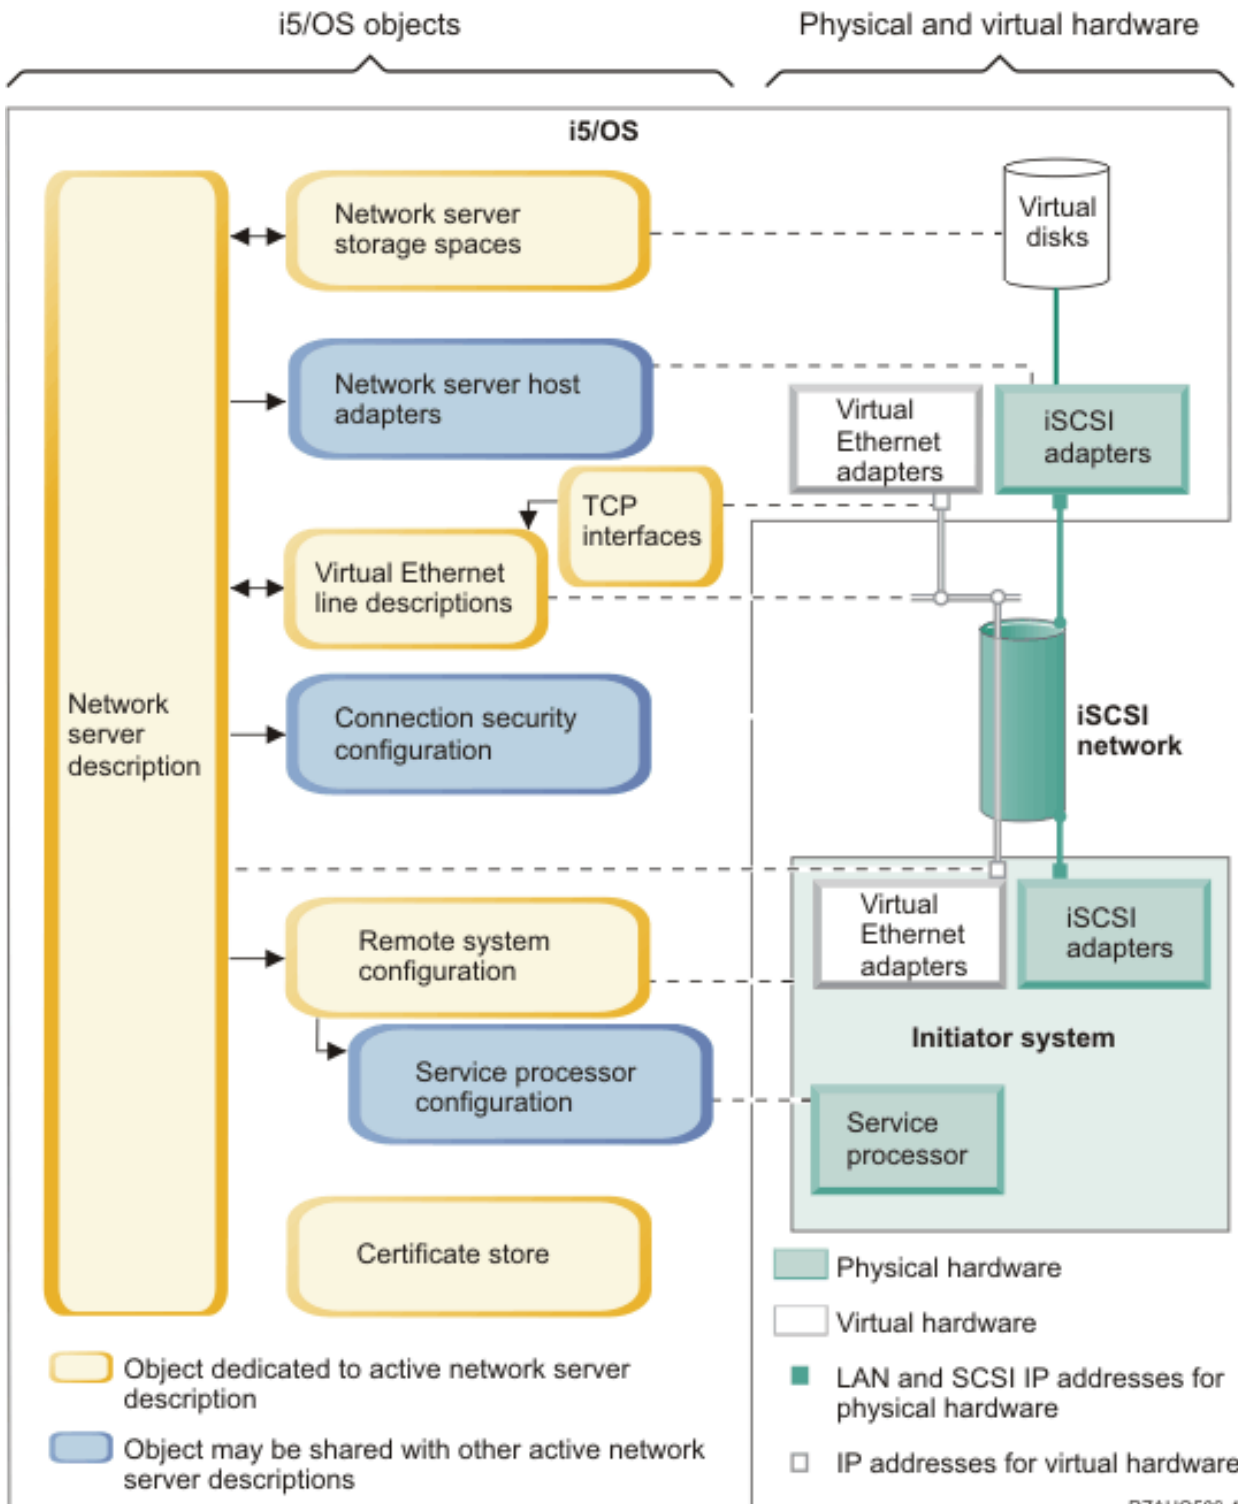 i5/OS objects
Physical and virtual hardware
i5/OS
Network server
storage spaces
Virtual
disks
Network server host
adapters
Virtual
Ethernet
adapters
iSCSI
adapters
TCP
interfaces
Virtual Ethernet
line descriptions
Network
server
description
Connection security
configuration
iSCSI
network
Remote system
configuration
Virtual
Ethernet
adapters
iSCSI
adapters
Initiator system
Service processor
configuration
Service
processor
Certificate store
Physical hardware
Virtual hardware
LAN and SCSI IP addresses for
physical hardware
IP addresses for virtual hardware
Object dedicated to active network server
description
Object may be shared with other active network
server descriptions